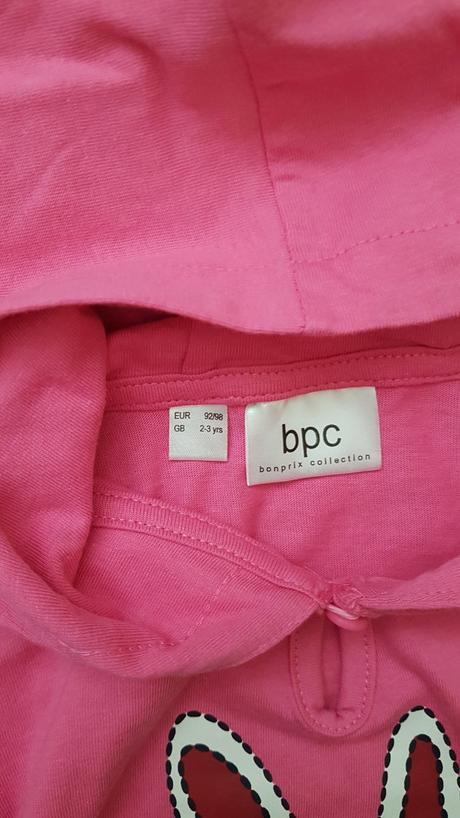 EUR 92/98
GB 2-3 yrs
bpc
bonprix collection